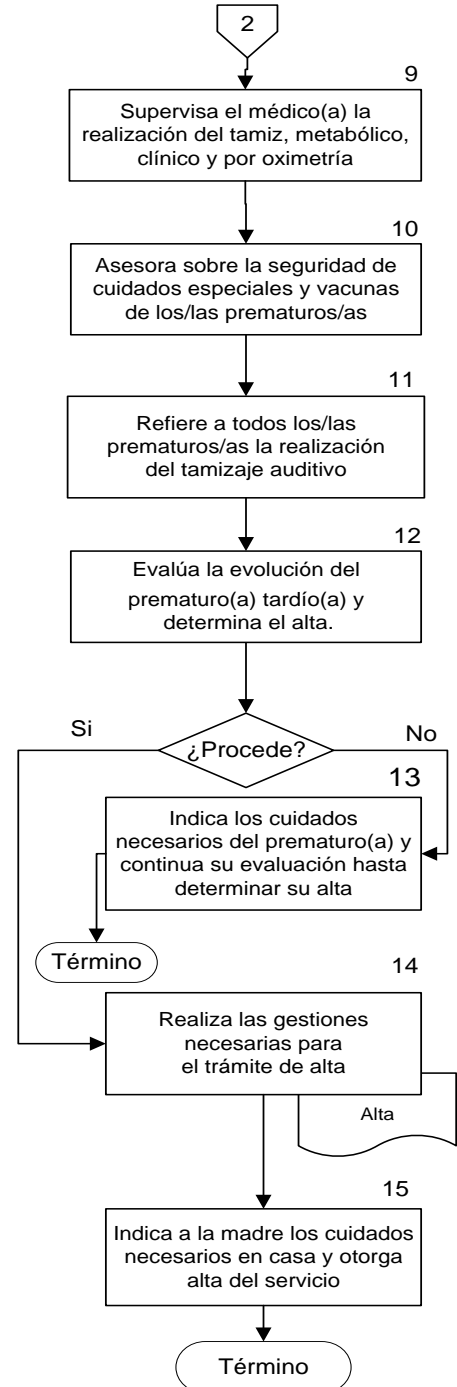 2
9
Supervisa el médico(a) la
realización del tamiz, metabólico,
clínico y por oximetría
10
Asesora sobre la seguridad de
cuidados especiales y vacunas
de los/las prematuros/as
11
Refiere a todos los/las
prematuros/as la realización
del tamizaje auditivo
12
Evalúa la evolución del
prematuro(a) tardío(a) y
determina el alta.
Si
¿Procede?
No
13
Indica los cuidados
necesarios del prematuro(a) y
continua su evaluación hasta
determinar su alta
Término
14
Realiza las gestiones
necesarias para
el trámite de alta
Alta
15
Indica a la madre los cuidados
necesarios en casa y otorga
alta del servicio
Término